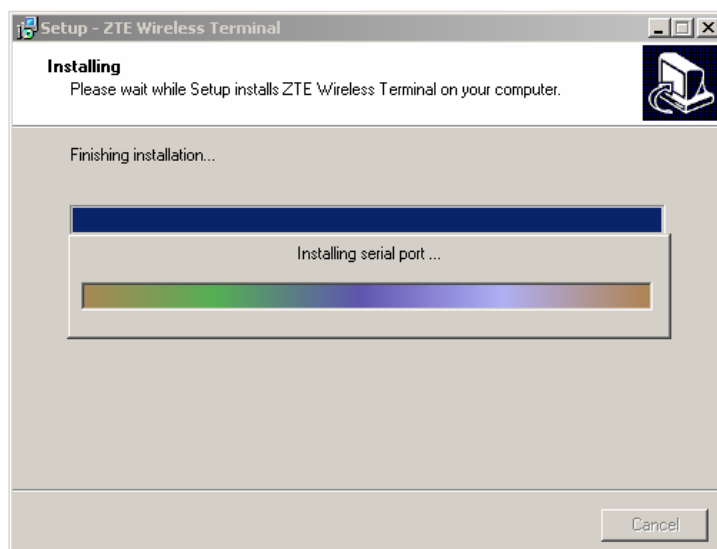 Setup - ZTE Wireless Terminal
Installing
Please wait while Setup installs ZTE Wireless Terminal on your computer.
Finishing installation...
Installing serial port ...
Cancel